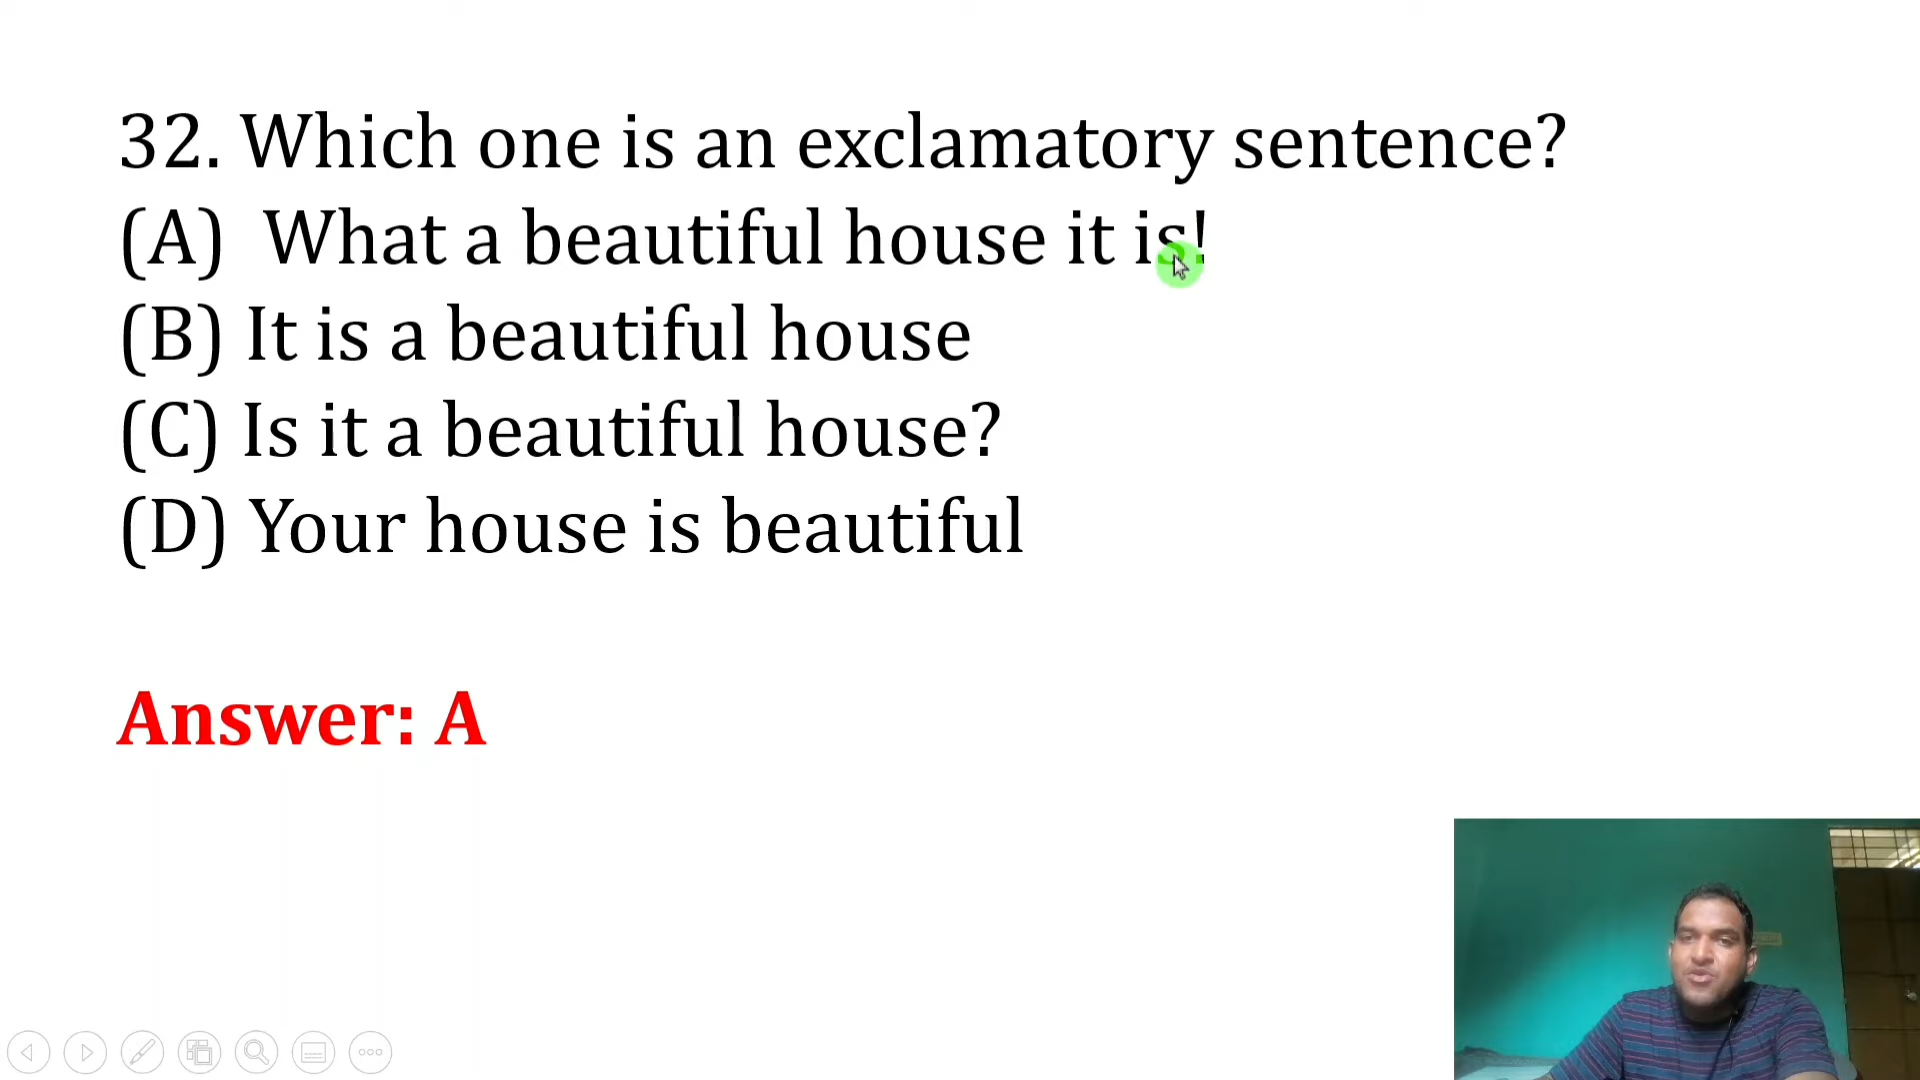 32. Which one is an exclamatory sentence?
(A) What a beautiful house it is!
(B) It is a beautiful house
(C) Is it a beautiful house?
(D) Your house is beautiful
Answer: A